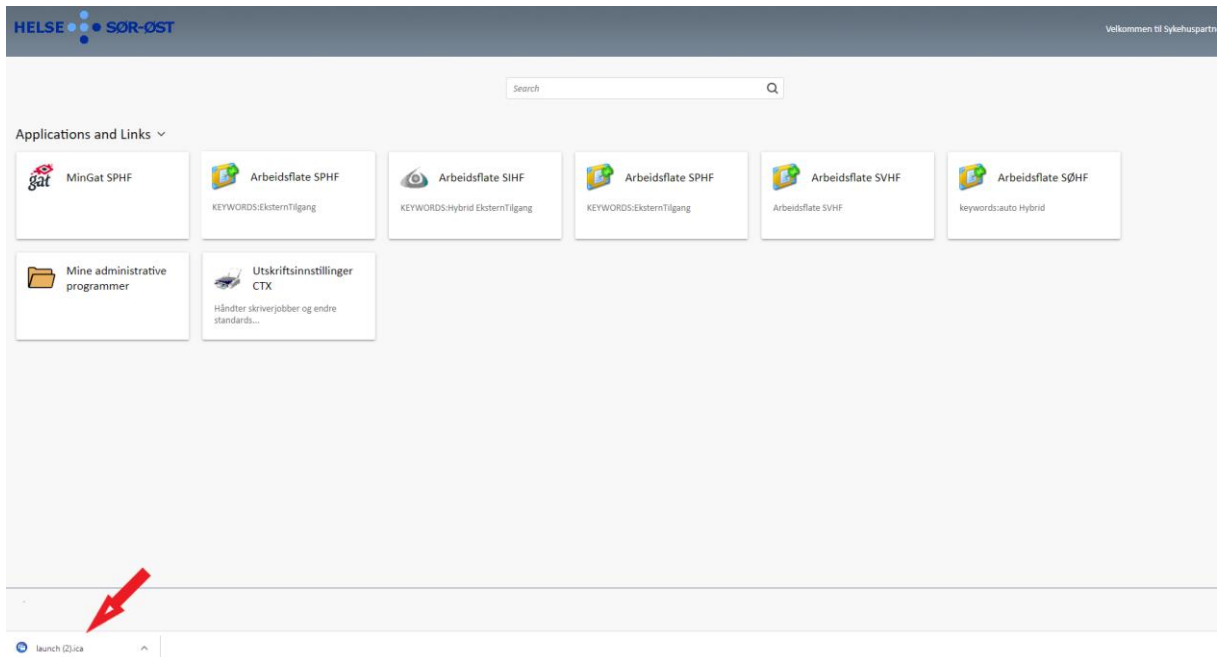 HELSE SØR-ØST
Velkommen til Sykehuspartn
Search
Applications and Links
gat
MinGat SPHF
Arbeidsflate SPHF
KEYWORDS:EksternTilgang
Arbeidsflate SIHF
KEYWORDS:Hybrid EksternTilgang
Arbeidsflate SPHF
KEYWORDS:EksternTilgang
Arbeidsflate SVHF
Arbeidsflate SVHF
Arbeidsflate SØHF
keywords:auto Hybrid
Mine administrative
programmer
Utskriftsinnstillinger
CTX
Håndter skriverjobber og endre
standards...
launch (2).ica